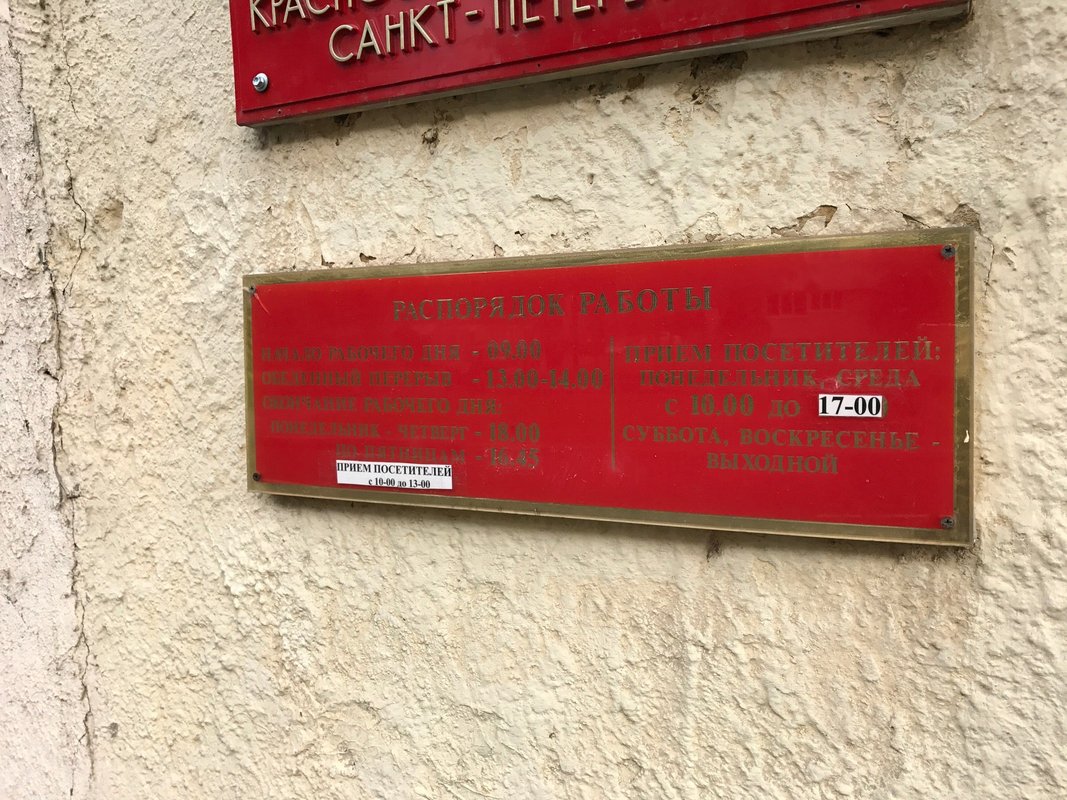 САНКТ-ПЕТЕРБ
РАСПОРЯДОК РАБОТЫ
НАЧАЛО РАБОЧЕГО ДНЯ - 09.00
ОБЕДЕННЫЙ ПЕРЕРЫВ - 13.00-14.00
ОКОНЧАНИЕ РАБОЧЕГО ДНЯ:
ПОНЕДЕЛЬНИК - ЧЕТВЕРГ - 18.00
ПО ПЯТНИЦАМ - 16.45
ПРИЕМ ПОСЕТИТЕЛЕЙ
с 10-00 до 13-00
ПРИЕМ ПОСЕТИТЕЛЕЙ:
ПОНЕДЕЛЬНИК, СРЕДА
С 10.00 ДО 17-00
СУББОТА, ВОСКРЕСЕНЬЕ -
ВЫХОДНОЙ